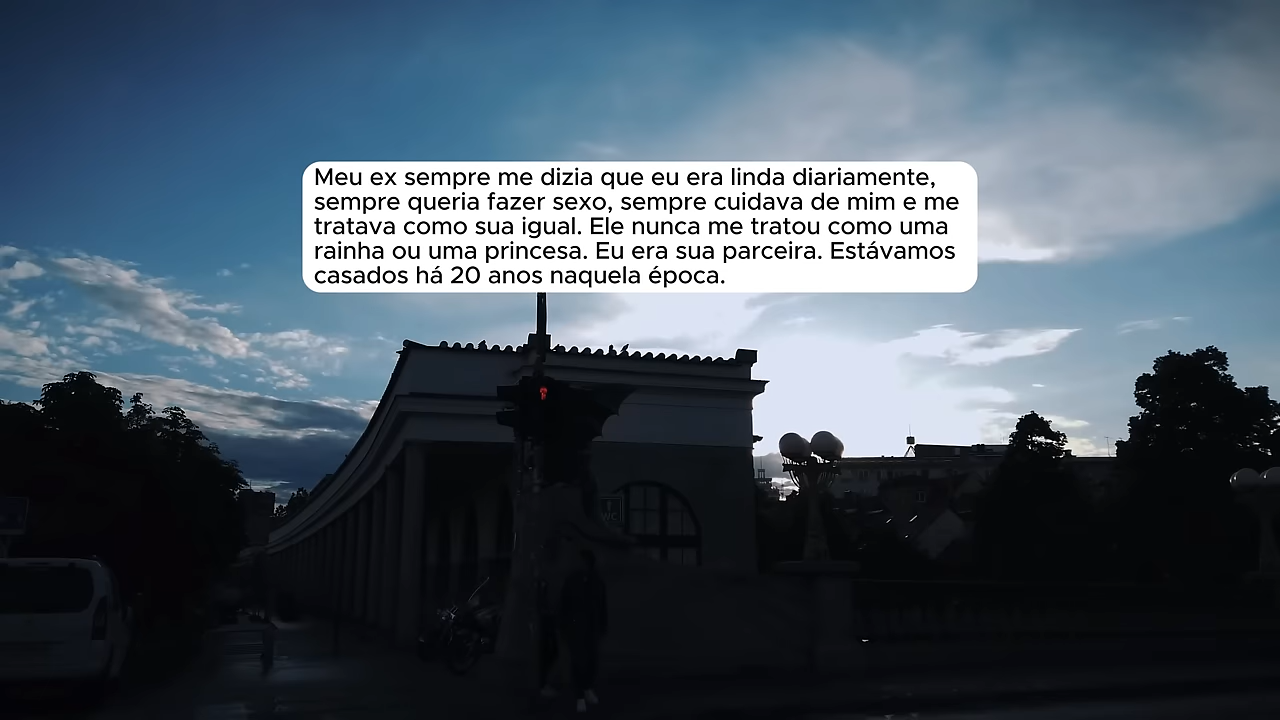 Meu ex sempre me dizia que eu era linda diariamente,
sempre queria fazer sexo, sempre cuidava de mim e me
tratava como sua igual. Ele nunca me tratou como uma
rainha ou uma princesa. Eu era sua parceira. Estávamos
casados há 20 anos naquela época.
WC